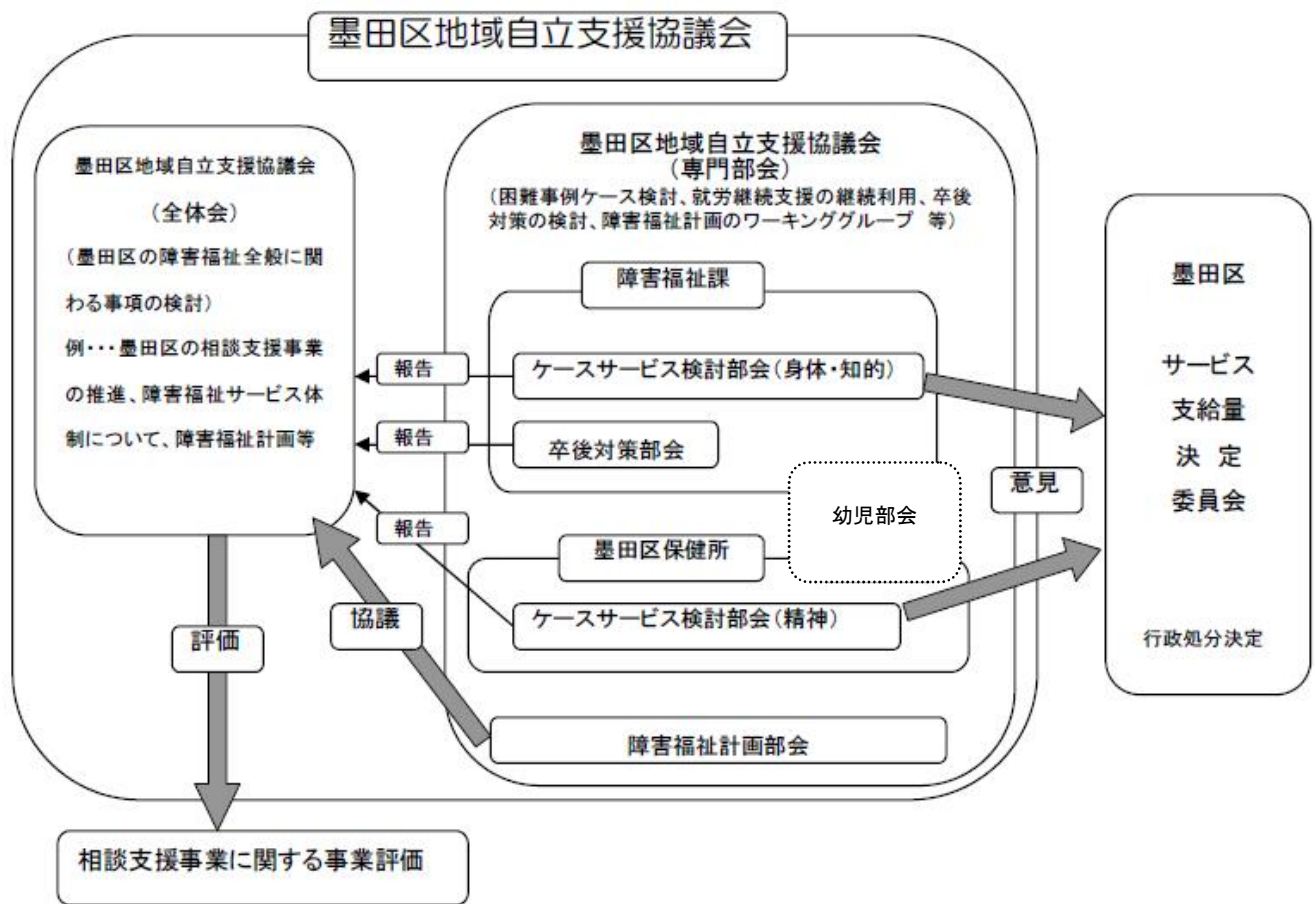 墨田区地域自立支援協議会
墨田区地域自立支援協議会
(全体会)
(墨田区の障害福祉全般に関
わる事項の検討)
例・・・墨田区の相談支援事業
の推進、障害福祉サービス体
制について、障害福祉計画等
墨田区地域自立支援協議会
(専門部会)
(困難事例ケース検討、就労継続支援の継続利用、卒後
対策の検討、障害福祉計画のワーキンググループ 等)
障害福祉課
報告
ケースサービス検討部会(身体・知的)
報告
卒後対策部会
幼児部会
報告
墨田区保健所
ケースサービス検討部会(精神)
協議
障害福祉計画部会
意見
墨田区
サービス
支給量
決 定
委員会
行政処分決定
評価
相談支援事業に関する事業評価